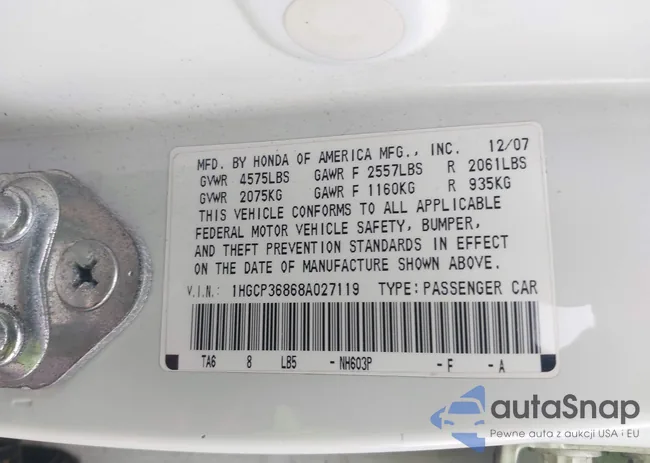 MFD. BY HONDA OF AMERICA MFG., INC. 12/07
GVWR 4575LBS GAWR F 2557LBS R 2061LBS
GVWR 2075KG GAWR F 1160KG R 935KG
THIS VEHICLE CONFORMS TO ALL APPLICABLE
FEDERAL MOTOR VEHICLE SAFETY, BUMPER,
AND THEFT PREVENTION STANDARDS IN EFFECT
ON THE DATE OF MANUFACTURE SHOWN ABOVE.
V.I.N.: 1HGCP36868A027119 TYPE: PASSENGER CAR
TA6 8 LB5 -NH603P -F -A
autaSnap
Pewne auta z aukcji USA i EU